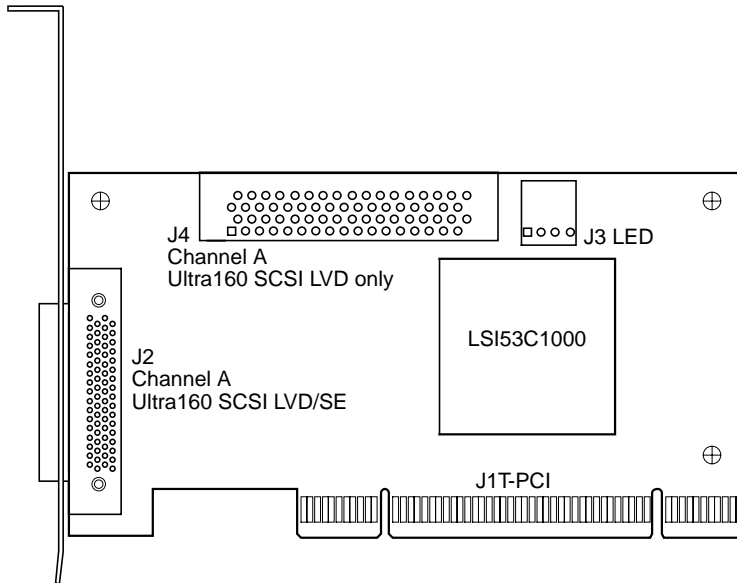 J4
Channel A
Ultra160 SCSI LVD only
J3 LED
LSI53C1000
J2
Channel A
Ultra160 SCSI LVD/SE
J1T-PCI